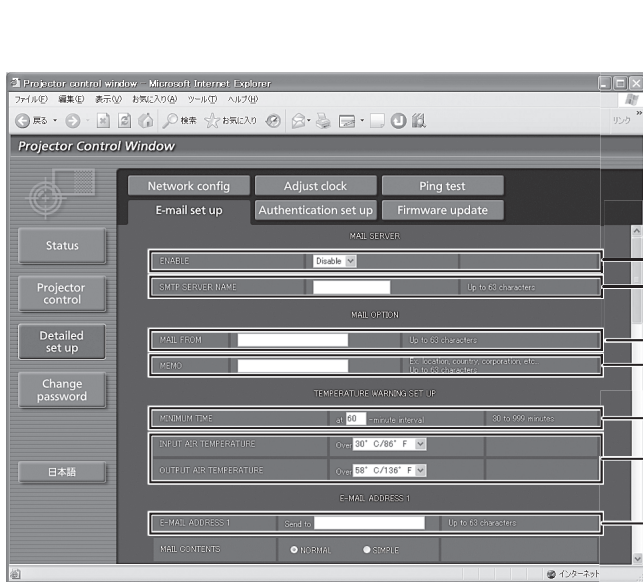 Projector control window - Microsoft Internet Explorer
ファイル(F) 編集(E) 表示(V) お気に入り(A) ツール(T) ヘルプ(H)
戻る 検索 お気に入り リンク »
Projector Control Window
Network config Adjust clock Ping test
E-mail set up Authentication set up Firmware update
Status
Projector control
Detailed set up
Change password
日本語
MAIL SERVER
ENABLE Disable
SMTP SERVER NAME Up to 63 characters
MAIL OPTION
MAIL FROM Up to 63 characters
MEMO Ex: location, country, corporation, etc.
Up to 63 characters
TEMPERATURE WARNING SET UP
MINIMUM TIME at 60 -minute interval 30 to 999 minutes
INPUT AIR TEMPERATURE Over 30° C/86° F
OUTPUT AIR TEMPERATURE Over 58° C/136° F
E-MAIL ADDRESS 1
E-MAIL ADDRESS 1 Send to Up to 63 characters
MAIL CONTENTS NORMAL SIMPLE
インターネット